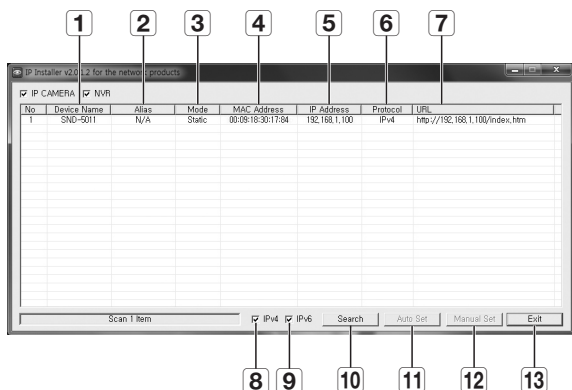 1 2 3 4 5 6 7
IP Installer v2.0.1.2 for the network products
IP CAMERA NVR
No Device Name Alias Mode MAC Address IP Address Protocol URL
1 SND-5011 N/A Static 00:09:18:30:17:84 192,168,1,100 IPv4 http://192,168,1,100/index,htm
Scan 1 Item IPv4 IPv6 Search Auto Set Manual Set Exit
8 9 10 11 12 13